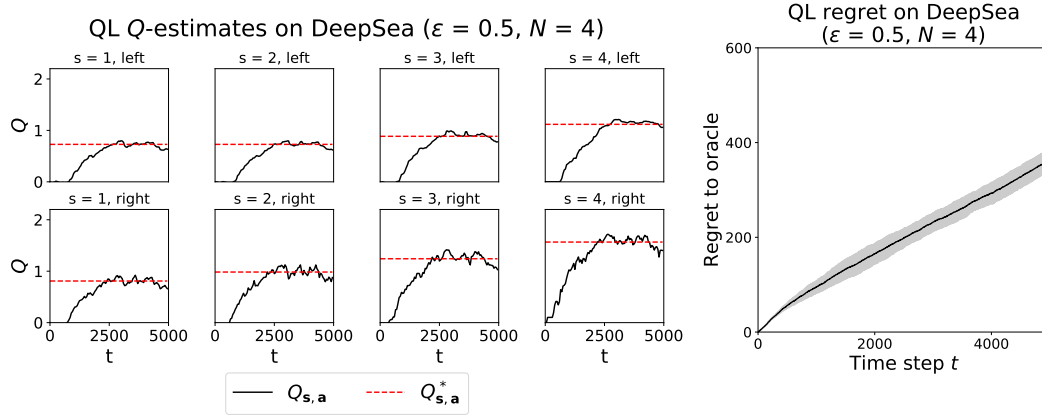 QL Q-estimates on DeepSea (ε = 0.5, N = 4)
s = 1, left
s = 2, left
s = 3, left
s = 4, left
2
1
0
Q
s = 1, right
s = 2, right
s = 3, right
s = 4, right
2
1
0
Q
0 2500 5000
0 2500 5000
0 2500 5000
0 2500 5000
t
t
t
t
Q_{s,a}
Q^*_{s,a}
QL regret on DeepSea
(ε = 0.5, N = 4)
600
400
200
0
Regret to oracle
0 2000 4000
Time step t